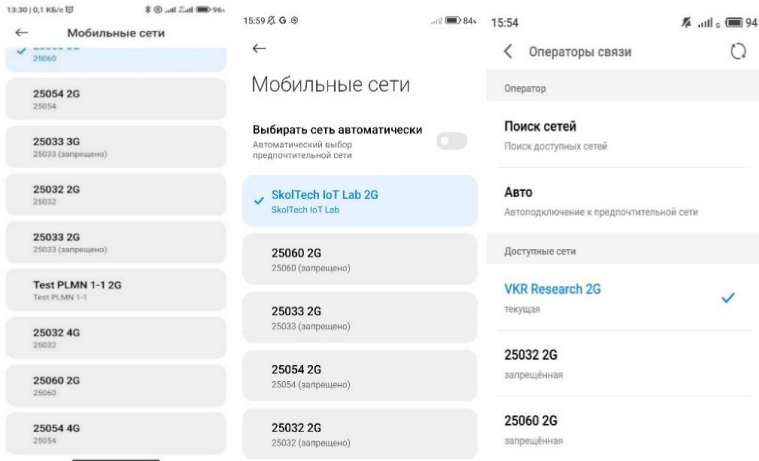 13:30 | 0,1 КБ/с
96
Мобильные сети
25060
25054 2G
25054
25033 3G
25033 (запрещено)
25032 2G
25032
25033 2G
25033 (запрещено)
Test PLMN 1-1 2G
Test PLMN 1-1
25032 4G
25032
25060 2G
25060
25054 4G
25054
15:59 G
84%
Мобильные сети
Выбирать сеть автоматически
Автоматический выбор
предпочтительной сети
SkolTech IoT Lab 2G
SkolTech IoT Lab
25060 2G
25060 (запрещено)
25033 2G
25033 (запрещено)
25054 2G
25054 (запрещено)
25032 2G
25032 (запрещено)
15:54
G 94
Операторы связи
Оператор
Поиск сетей
Поиск доступных сетей
Авто
Автоподключение к предпочтительной сети
Доступные сети
VKR Research 2G
текущая
25032 2G
запрещённая
25060 2G
запрещённая